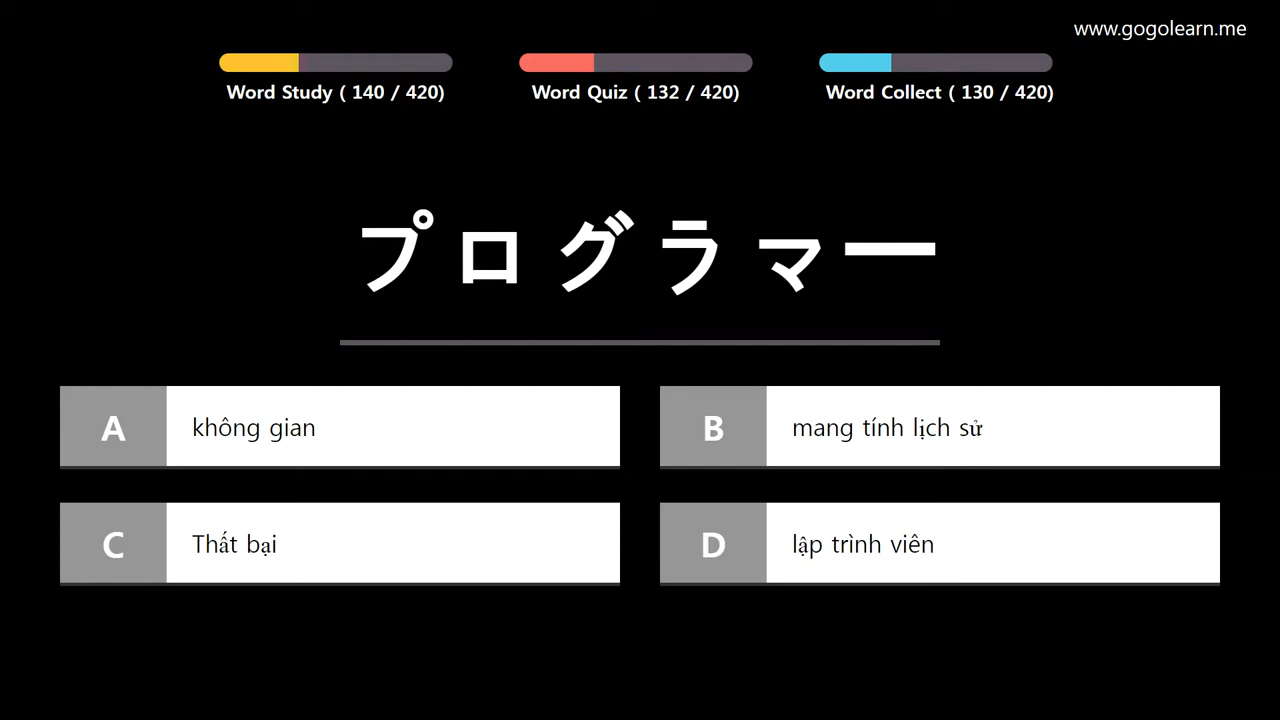 www.gogolearn.me
Word Study ( 140 / 420)
Word Quiz ( 132 / 420)
Word Collect ( 130 / 420)
プログラマー
A không gian
B mang tính lịch sử
C Thất bại
D lập trình viên